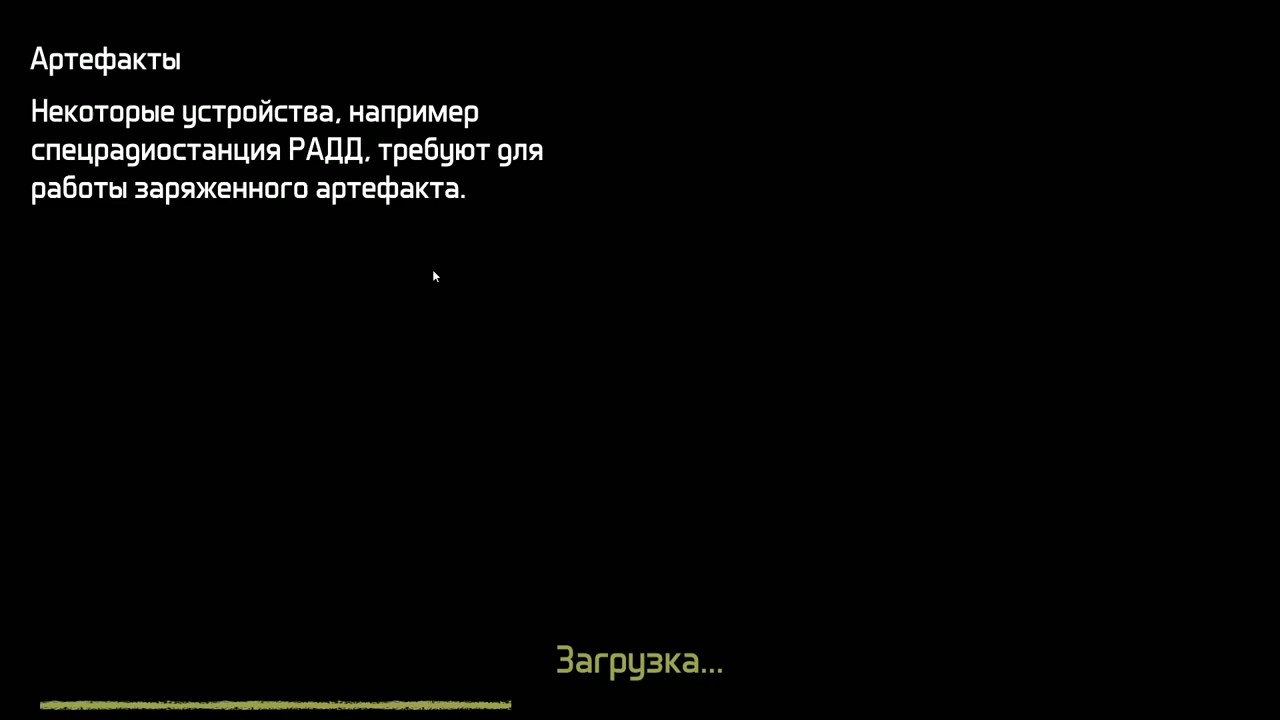 Артефакты
Некоторые устройства, например
спецрадиостанция РАДД, требуют для
работы заряженного артефакта.
Загрузка...